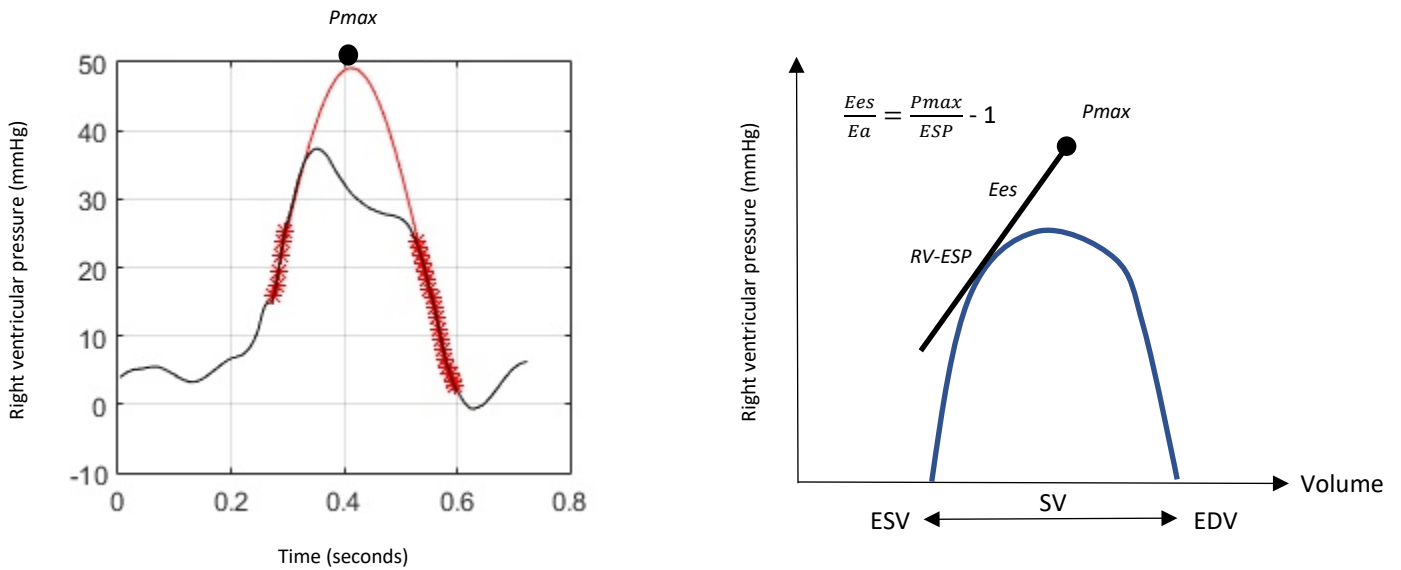 Pmax
Right ventricular pressure (mmHg)
50
40
30
20
10
0
-10
0 0.2 0.4 0.6 0.8
Time (seconds)
Right ventricular pressure (mmHg)
Ees/Ea = Pmax/ESP - 1
Pmax
Ees
RV-ESP
Volume
SV
ESV EDV